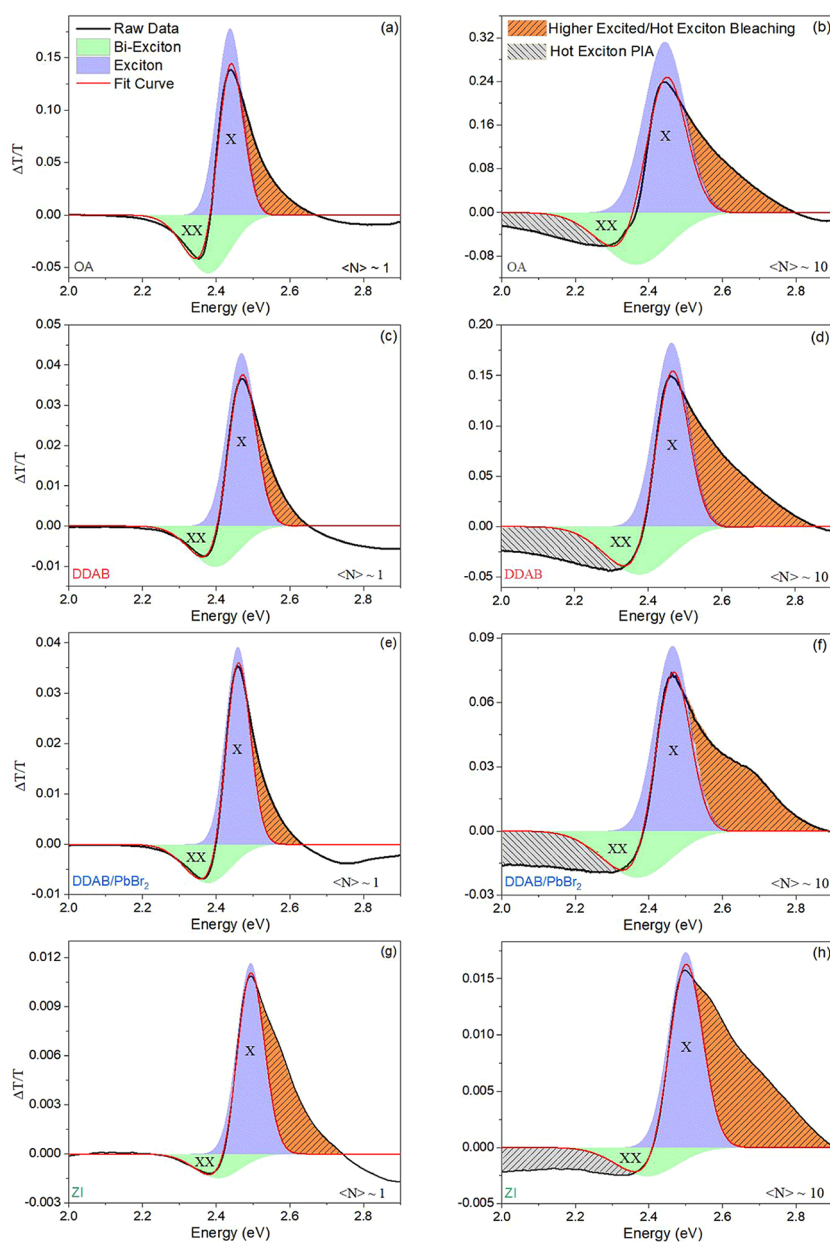 Raw Data
(a)
Bi-Exciton
Exciton
Fit Curve
0.15
0.10
0.05
0.00
-0.05
ΔT/T
X
XX
OA
<N> ~ 1
2.0 2.2 2.4 2.6 2.8
Energy (eV)
Higher Excited/Hot Exciton Bleaching
(b)
Hot Exciton PIA
0.32
0.24
0.16
0.08
0.00
-0.08
X
XX
OA
<N> ~ 10
2.0 2.2 2.4 2.6 2.8
Energy (eV)
(c)
0.05
0.04
0.03
0.02
0.01
0.00
-0.01
ΔT/T
X
XX
DDAB
<N> ~ 1
2.0 2.2 2.4 2.6 2.8
Energy (eV)
(d)
0.20
0.15
0.10
0.05
0.00
-0.05
X
XX
DDAB
<N> ~ 10
2.0 2.2 2.4 2.6 2.8
Energy (eV)
(e)
0.04
0.03
0.02
0.01
0.00
-0.01
ΔT/T
X
XX
DDAB/PbBr₂
<N> ~ 1
2.0 2.2 2.4 2.6 2.8
Energy (eV)
(f)
0.09
0.06
0.03
0.00
-0.03
X
XX
DDAB/PbBr₂
<N> ~ 10
2.0 2.2 2.4 2.6 2.8
Energy (eV)
(g)
0.012
0.009
0.006
0.003
0.000
-0.003
ΔT/T
X
XX
ZI
<N> ~ 1
2.0 2.2 2.4 2.6 2.8
Energy (eV)
(h)
0.015
0.010
0.005
0.000
-0.005
X
XX
ZI
<N> ~ 10
2.0 2.2 2.4 2.6 2.8
Energy (eV)